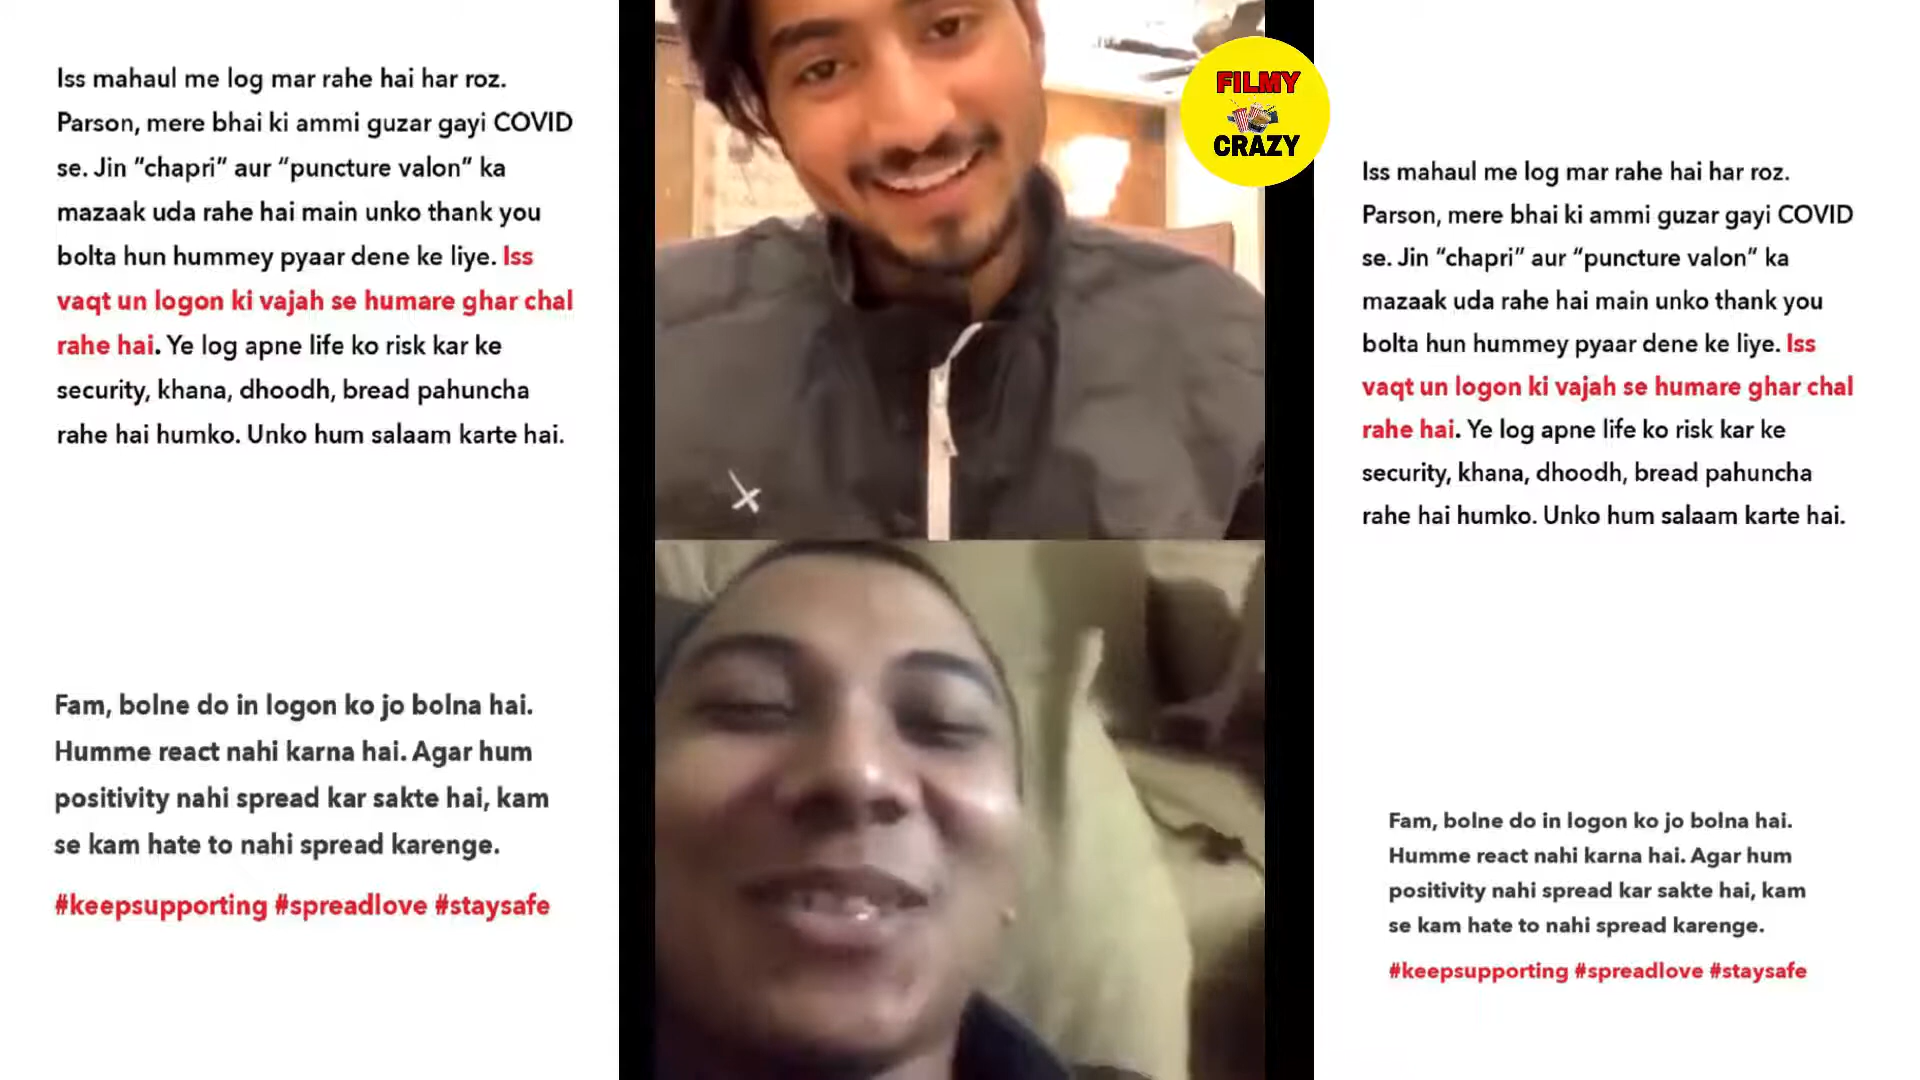 Iss mahaul me log mar rahe hai har roz.
Parson, mere bhai ki ammi guzar gayi COVID
se. Jin “chapri” aur “puncture valon” ka
mazaak uda rahe hai main unko thank you
bolta hun hummey pyaar dene ke liye. Iss
vaqt un logon ki vajah se humare ghar chal
rahe hai. Ye log apne life ko risk kar ke
security, khana, dhoodh, bread pahuncha
rahe hai humko. Unko hum salaam karte hai.
Fam, bolne do in logon ko jo bolna hai.
Humme react nahi karna hai. Agar hum
positivity nahi spread kar sakte hai, kam
se kam hate to nahi spread karenge.
#keepsupporting #spreadlove #staysafe
FILMY
CRAZY
Iss mahaul me log mar rahe hai har roz.
Parson, mere bhai ki ammi guzar gayi COVID
se. Jin “chapri” aur “puncture valon” ka
mazaak uda rahe hai main unko thank you
bolta hun hummey pyaar dene ke liye. Iss
vaqt un logon ki vajah se humare ghar chal
rahe hai. Ye log apne life ko risk kar ke
security, khana, dhoodh, bread pahuncha
rahe hai humko. Unko hum salaam karte hai.
Fam, bolne do in logon ko jo bolna hai.
Humme react nahi karna hai. Agar hum
positivity nahi spread kar sakte hai, kam
se kam hate to nahi spread karenge.
#keepsupporting #spreadlove #staysafe